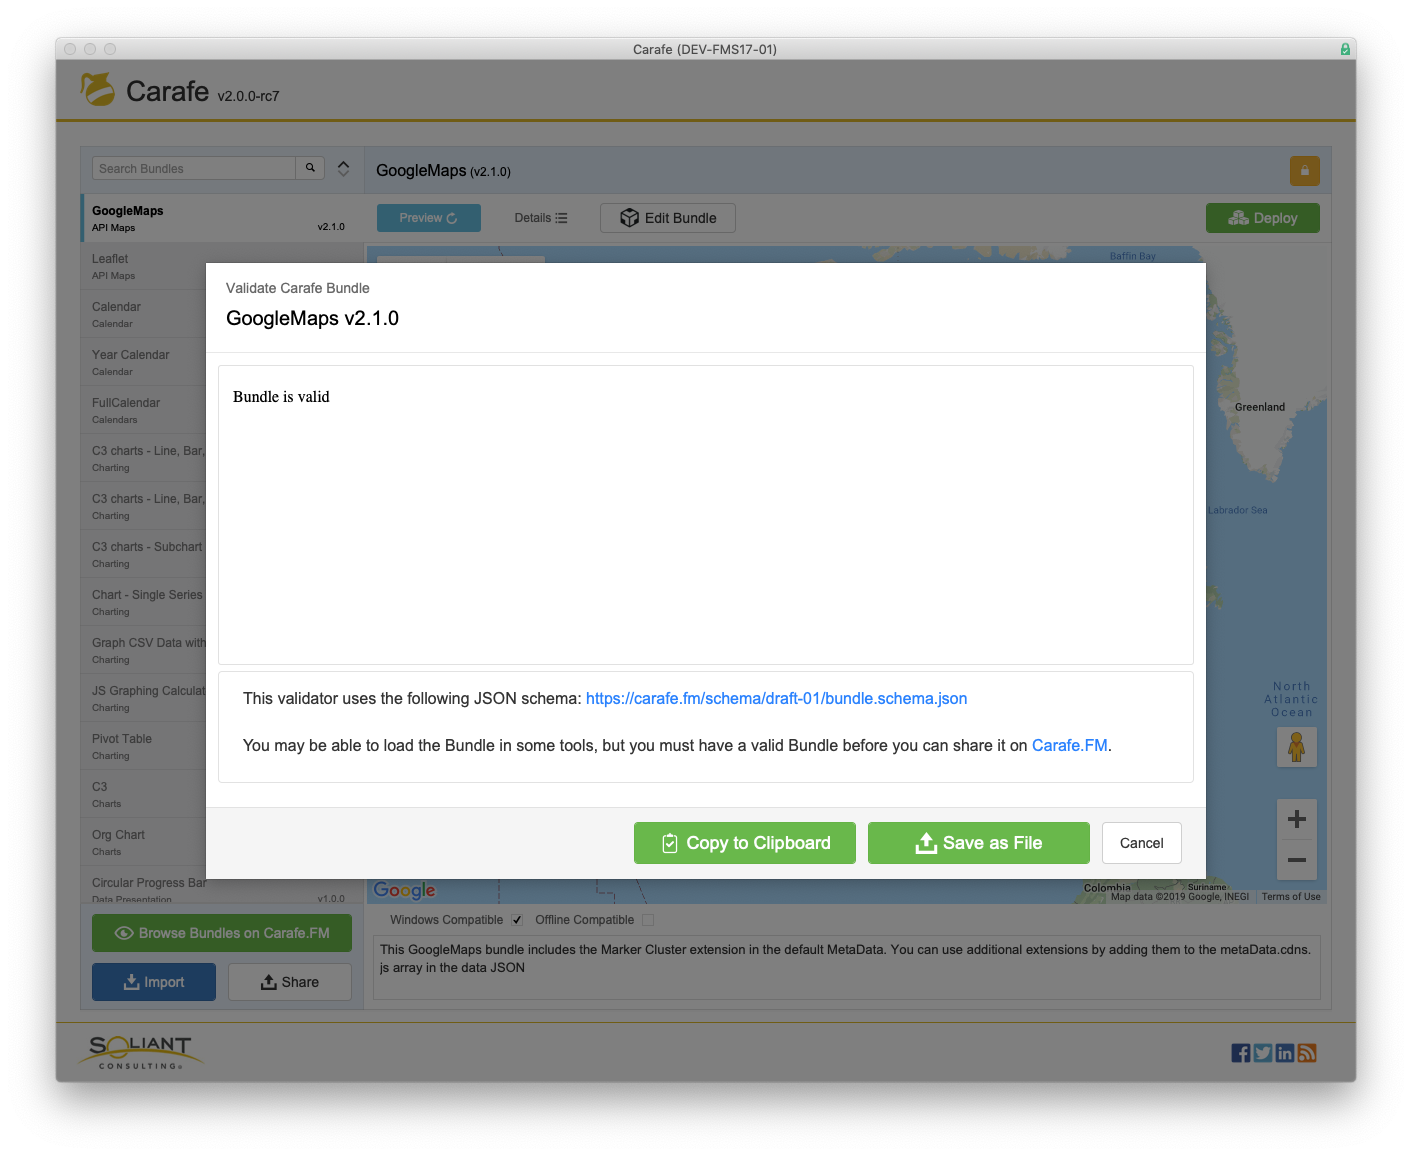 Carafe (DEV-FMS17-01)
Carafe v2.0.0-rc7
Search Bundles
GoogleMaps (v2.1.0)
GoogleMaps
API Maps v2.1.0
Preview
Details
Edit Bundle
Deploy
Leaflet
API Maps
Calendar
Calendar
Year Calendar
Calendar
FullCalendar
Calendars
C3 charts - Line, Bar,
Charting
C3 charts - Line, Bar,
Charting
C3 charts - Subchart
Charting
Chart - Single Series
Charting
Graph CSV Data with
Charting
JS Graphing Calculat
Charting
Pivot Table
Charting
C3
Charts
Org Chart
Charts
Circular Progress Bar
Data Presentation v1.0.0
Browse Bundles on Carafe.FM
Import
Share
Validate Carafe Bundle
GoogleMaps v2.1.0
Bundle is valid
This validator uses the following JSON schema: https://carafe.fm/schema/draft-01/bundle.schema.json
You may be able to load the Bundle in some tools, but you must have a valid Bundle before you can share it on Carafe.FM.
Copy to Clipboard
Save as File
Cancel
Baffin Bay
Greenland
Labrador Sea
North
Atlantic
Ocean
Google
Colombia
Suriname
Map data ©2019 Google, INEGI
Terms of Use
Windows Compatible
Offline Compatible
This GoogleMaps bundle includes the Marker Cluster extension in the default MetaData. You can use additional extensions by adding them to the metaData.cdns.
js array in the data JSON
SOLIANT
CONSULTING®